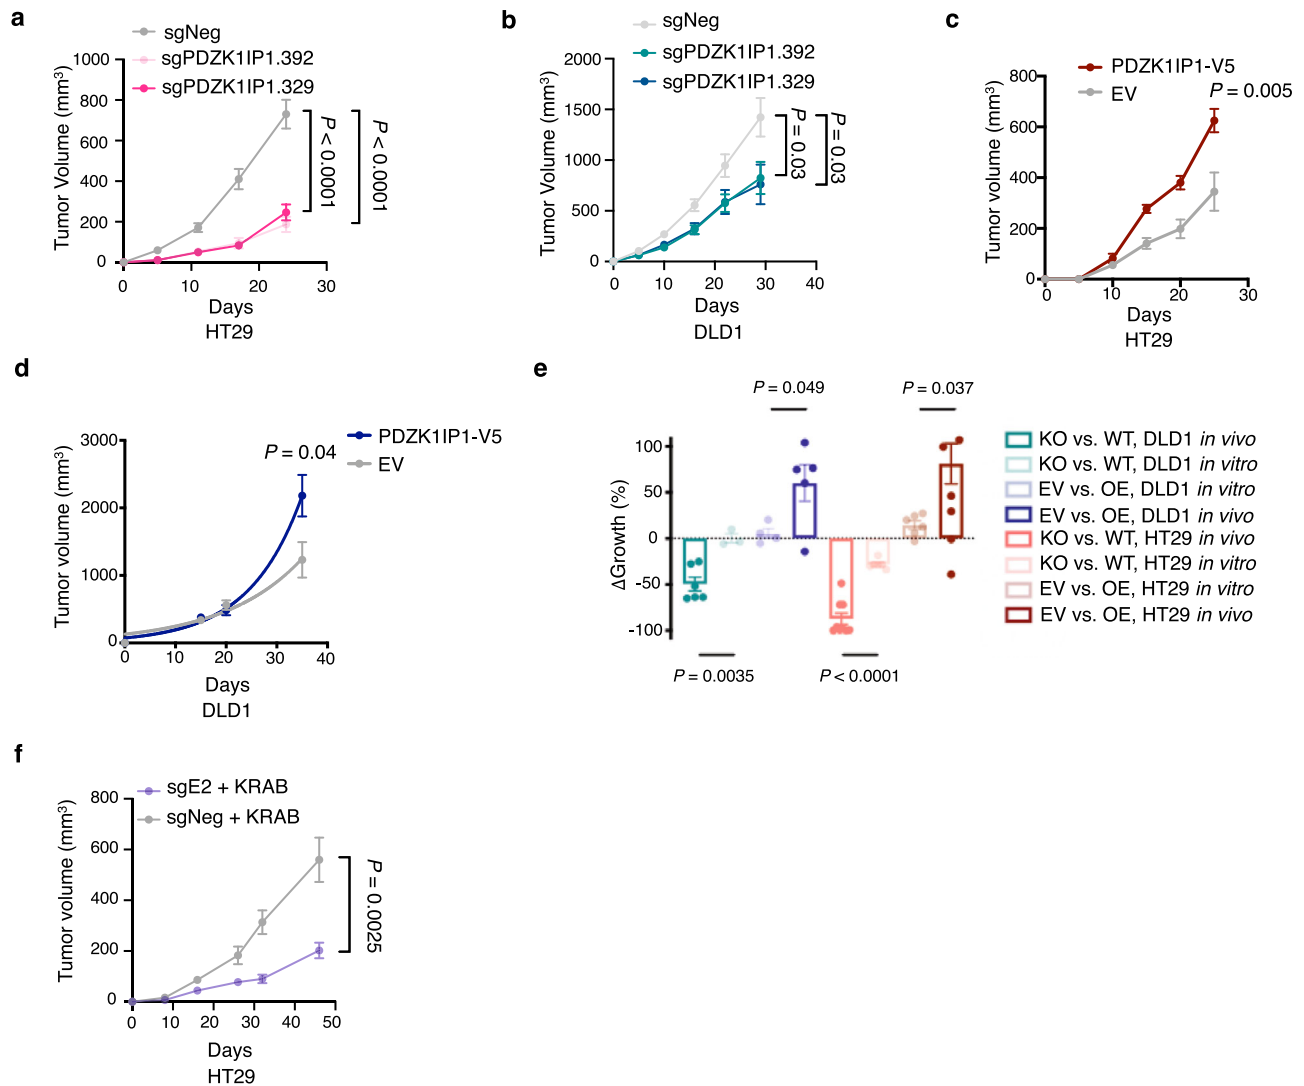 a
sgNeg
sgPDZK1IP1.392
sgPDZK1IP1.329
Tumor Volume (mm³)
1000
800
600
400
200
0
0
10
20
30
Days
HT29
P < 0.0001
P < 0.0001
b
sgNeg
sgPDZK1IP1.392
sgPDZK1IP1.329
Tumor Volume (mm³)
2000
1500
1000
500
0
0
10
20
30
40
Days
DLD1
P = 0.03
P = 0.03
c
PDZK1IP1-V5
EV
P = 0.005
Tumor volume (mm³)
800
600
400
200
0
0
10
20
30
Days
HT29
d
PDZK1IP1-V5
EV
P = 0.04
Tumor volume (mm³)
3000
2000
1000
0
0
10
20
30
40
Days
DLD1
e
P = 0.049
P = 0.037
ΔGrowth (%)
100
50
0
-50
-100
P = 0.0035
P < 0.0001
KO vs. WT, DLD1 in vivo
KO vs. WT, DLD1 in vitro
EV vs. OE, DLD1 in vitro
EV vs. OE, DLD1 in vivo
KO vs. WT, HT29 in vivo
KO vs. WT, HT29 in vitro
EV vs. OE, HT29 in vitro
EV vs. OE, HT29 in vivo
f
sgE2 + KRAB
sgNeg + KRAB
Tumor volume (mm³)
800
600
400
200
0
0
10
20
30
40
50
Days
HT29
P = 0.0025